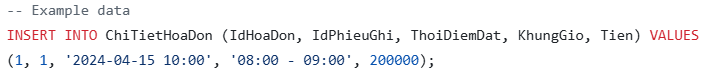 -- Example data
INSERT INTO ChiTietHoaDon (IdHoaDon, IdPhieuGhi, ThoiDiemDat, KhungGio, Tien) VALUES
(1, 1, '2024-04-15 10:00', '08:00 - 09:00', 200000);